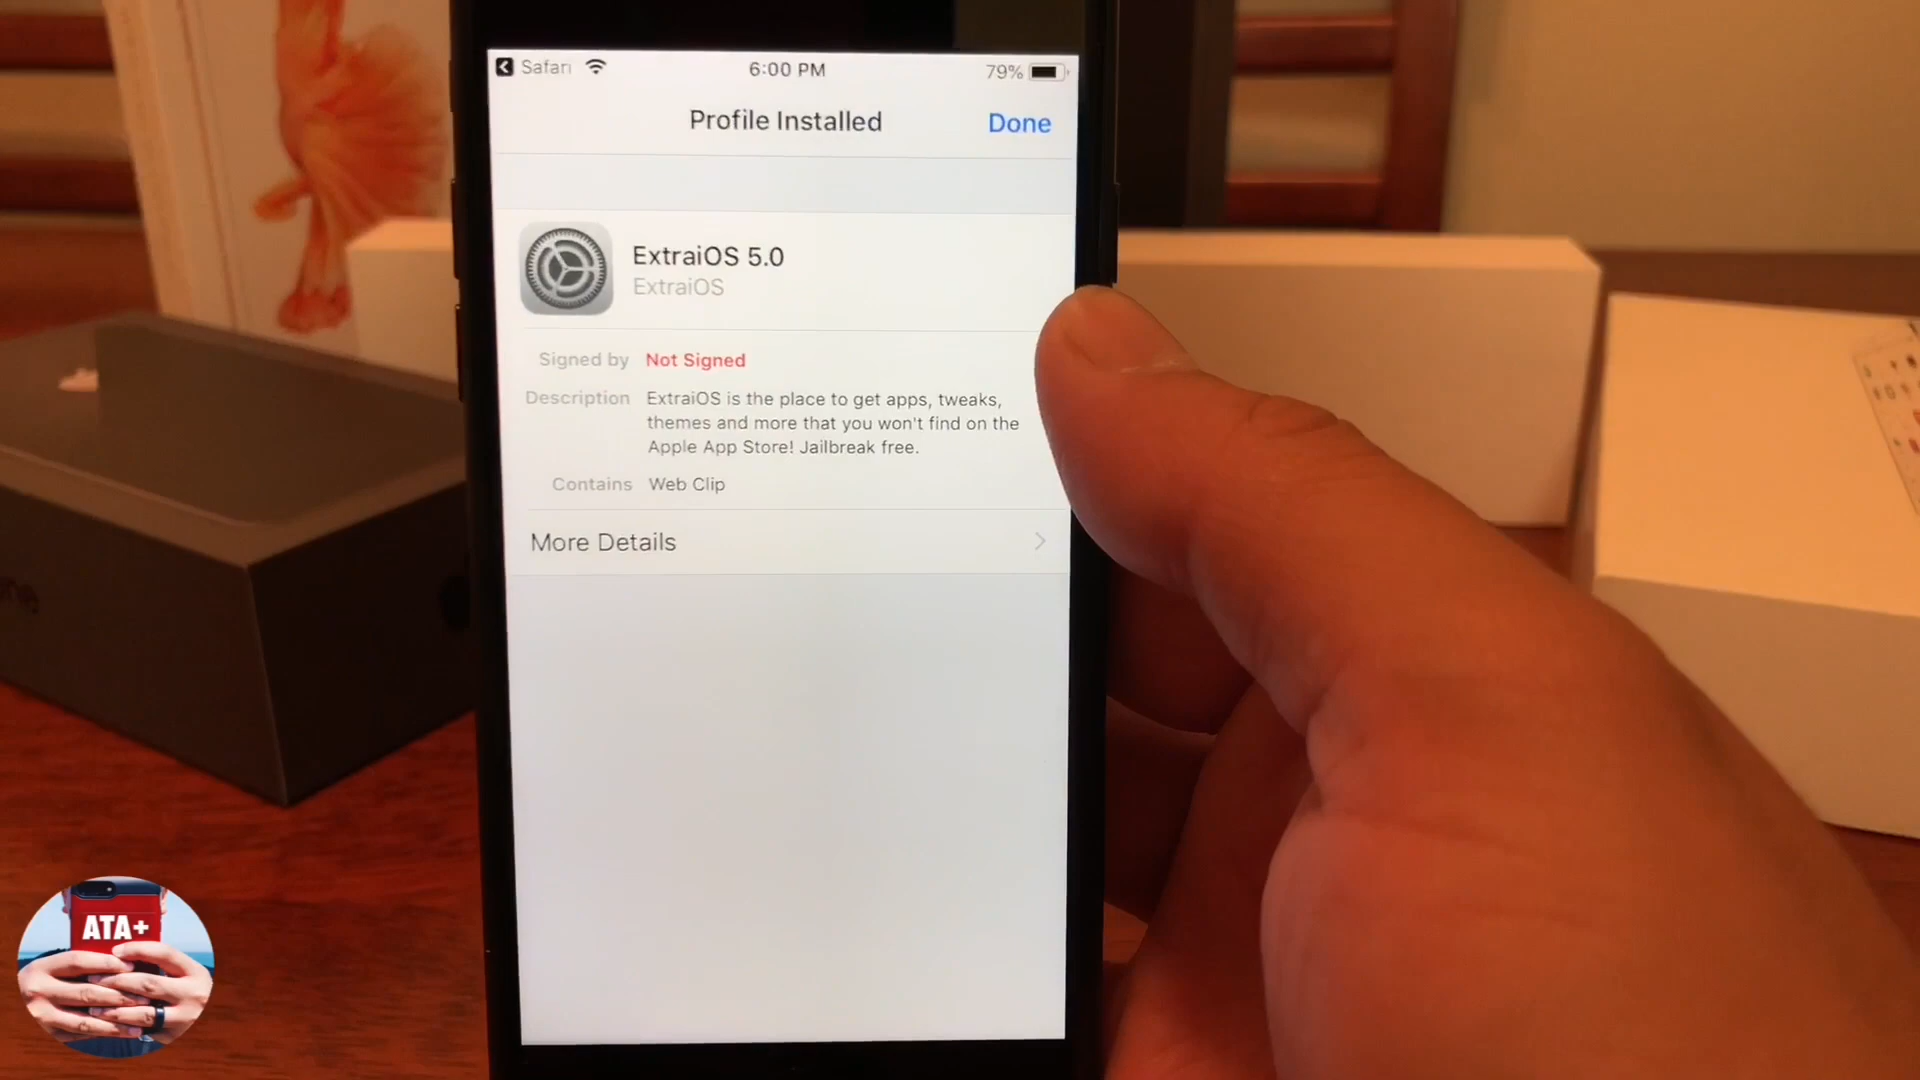 Safari
6:00 PM
79%
Profile Installed
Done
ExtraiOS 5.0
ExtraiOS
Signed by Not Signed
Description ExtraiOS is the place to get apps, tweaks,
themes and more that you won't find on the
Apple App Store! Jailbreak free.
Contains Web Clip
More Details
ATA+